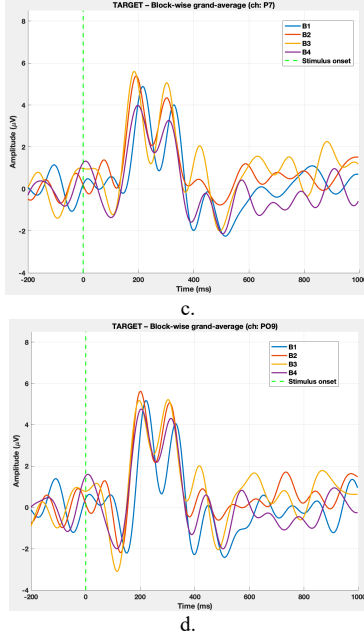 TARGET – Block-wise grand-average (ch: P7)
8
6
4
2
0
-2
-4
Amplitude (μV)
B1
B2
B3
B4
Stimulus onset
-200 0 200 400 600 800 1000
Time (ms)
c.
TARGET – Block-wise grand-average (ch: PO9)
8
6
4
2
0
-2
-4
Amplitude (μV)
B1
B2
B3
B4
Stimulus onset
-200 0 200 400 600 800 1000
Time (ms)
d.